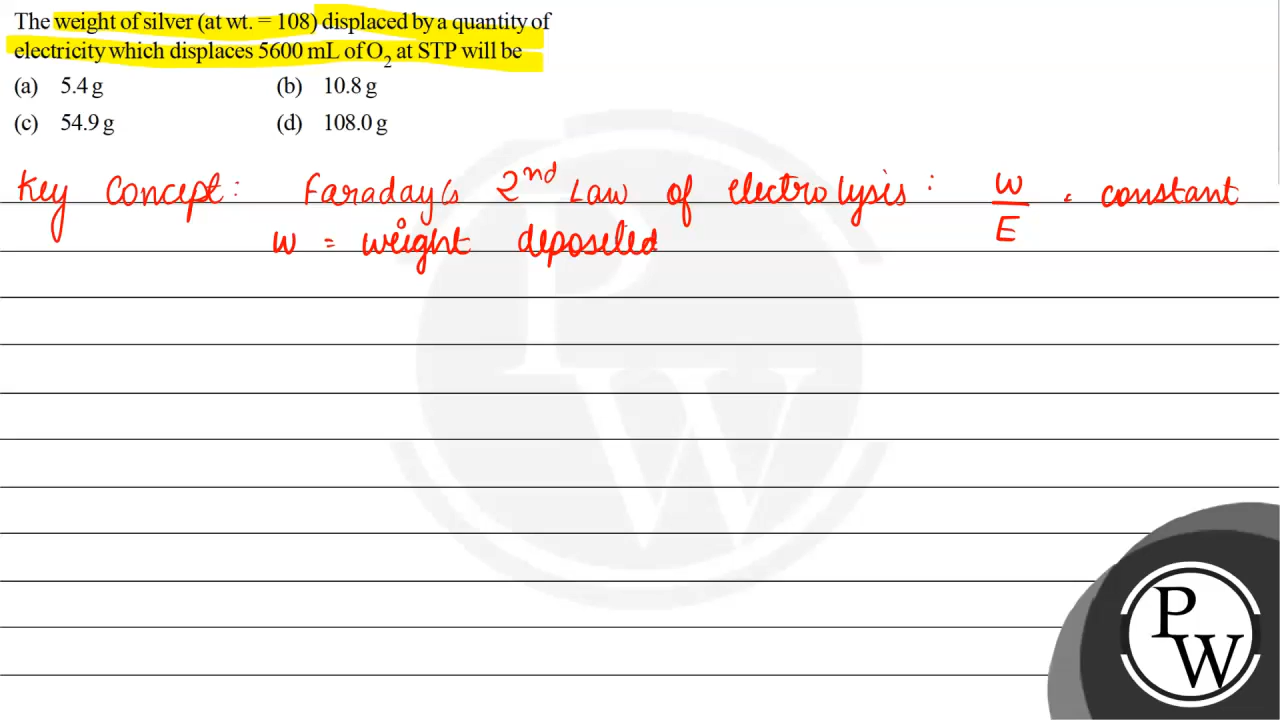 The weight of silver (at wt. = 108) displaced by a quantity of
electricity which displaces 5600 mL of O₂ at STP will be
(a) 5.4 g (b) 10.8 g
(c) 54.9 g (d) 108.0 g
Key Concept: Faraday's 2nd Law of electrolysis: W/E = constant
W = weight deposited
P
W
P
W